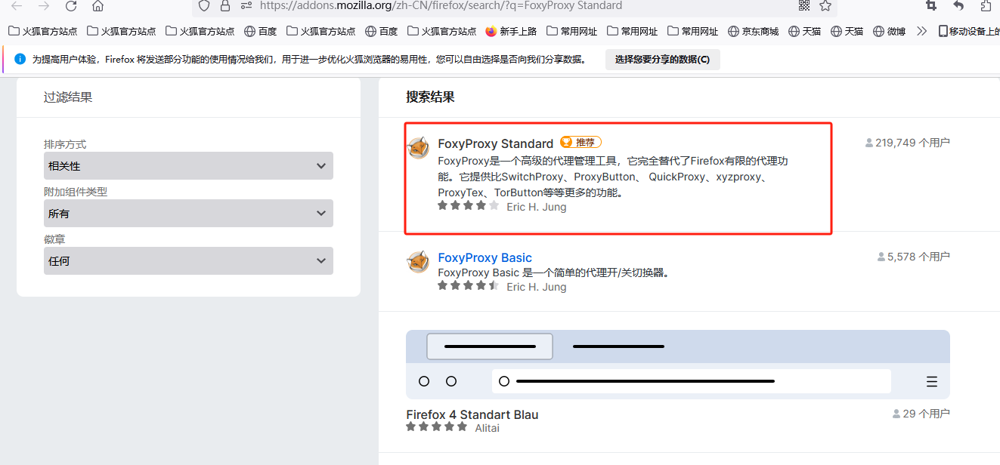 https://addons.mozilla.org/zh-CN/firefox/search/?q=FoxyProxy Standard
火狐官方站点 火狐官方站点 火狐官方站点 百度 火狐官方站点 百度 火狐官方站点 新手上路 常用网址 常用网址 常用网址 京东商城 天猫 天猫 微博 移动设备上的
为提高用户体验，Firefox 将发送部分功能的使用情况给我们，用于进一步优化火狐浏览器的易用性，您可以自由选择是否向我们分享数据。 选择您要分享的数据(C)
过滤结果
排序方式
相关性
附加组件类型
所有
徽章
任何
搜索结果
FoxyProxy Standard 推荐 219,749 个用户
FoxyProxy是一个高级的代理管理工具，它完全替代了Firefox有限的代理功
能。它提供比SwitchProxy、ProxyButton、 QuickProxy、xyzproxy、
ProxyTex、TorButton等等更多的功能。
Eric H. Jung
FoxyProxy Basic 5,578 个用户
FoxyProxy Basic 是一个简单的代理开/关切换器。
Eric H. Jung
Firefox 4 Standart Blau 29 个用户
Alitai